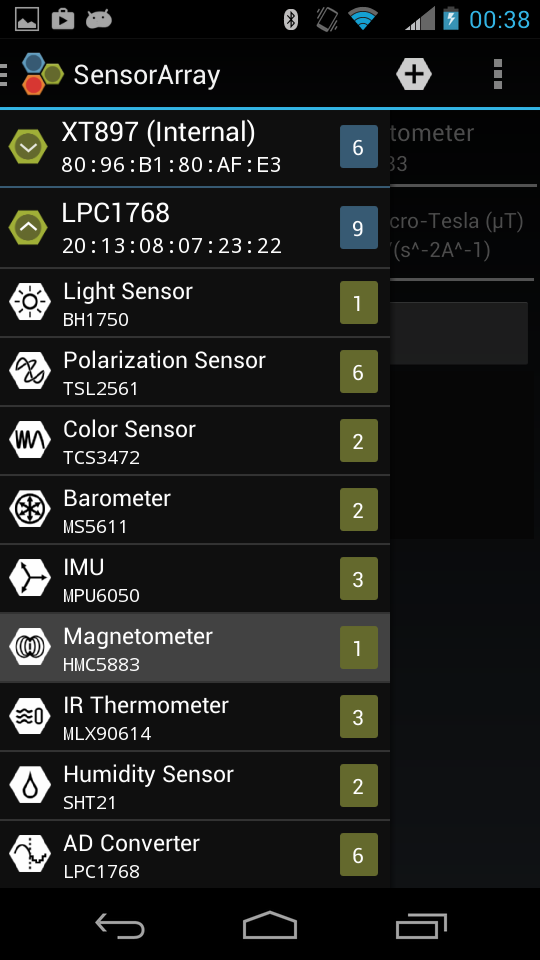 00:38
SensorArray
XT897 (Internal)
80:96:B1:80:AF:E3
6
LPC1768
20:13:08:07:23:22
9
Light Sensor
BH1750
1
Polarization Sensor
TSL2561
6
Color Sensor
TCS3472
2
Barometer
MS5611
2
IMU
MPU6050
3
Magnetometer
HMC5883
1
IR Thermometer
MLX90614
3
Humidity Sensor
SHT21
2
AD Converter
LPC1768
6
tometer
33
cro-Tesla (µT)
/(s^-2A^-1)